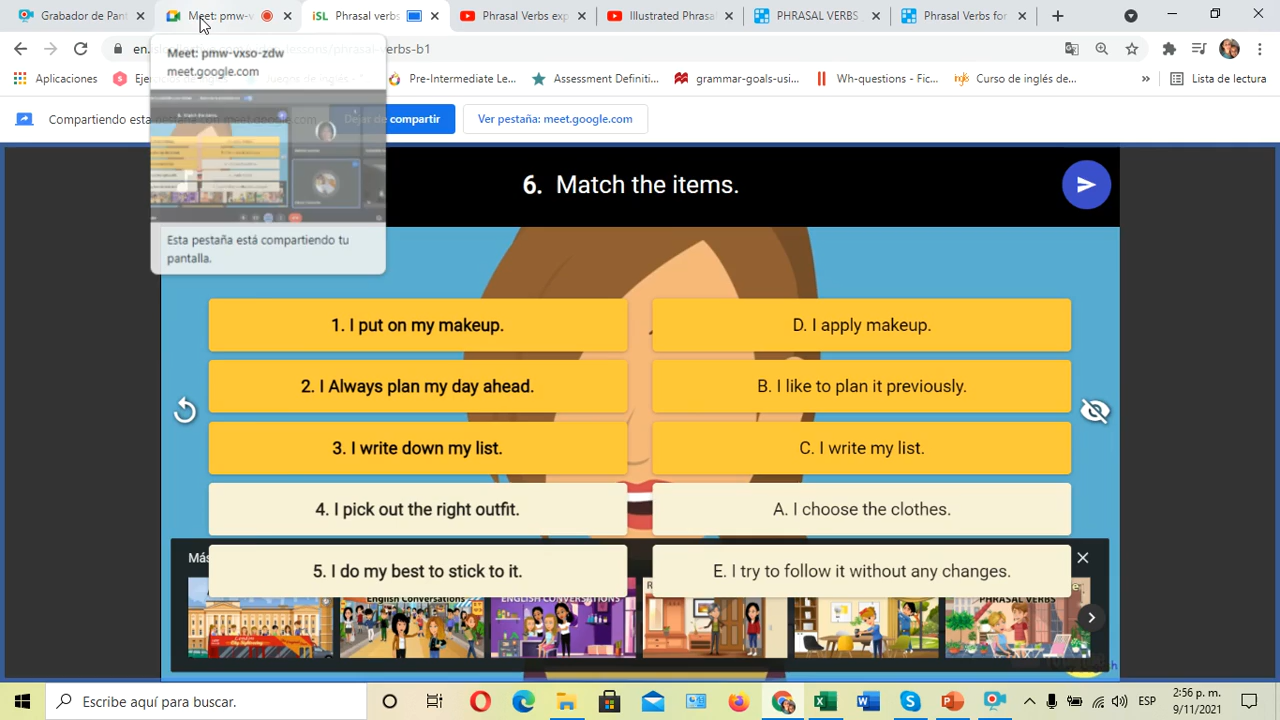 Grabador de Pan
Meet: pmw-v
iSL Phrasal verbs
Phrasal Verbs exp
Illustrated Phrasal
PHRASAL VERBS
Phrasal Verbs for
Meet: pmw-vxso-zdw
meet.google.com
Aplicaciones
Pre-Intermediate Le...
Assessment Definiti...
grammar-goals-usi...
Wh-questions - Fic...
Curso de inglés de...
Lista de lectura
Compartiendo esta
compartir
Ver pestaña: meet.google.com
6. Match the items.
Esta pestaña está compartiendo tu
pantalla.
1. I put on my makeup.
D. I apply makeup.
2. I Always plan my day ahead.
B. I like to plan it previously.
3. I write down my list.
C. I write my list.
4. I pick out the right outfit.
A. I choose the clothes.
Más
5. I do my best to stick to it.
E. I try to follow it without any changes.
English Conversations
ENGLISH CONVERSATIONS
PHRASAL VERBS
Escribe aquí para buscar.
ESP
2:56 p. m.
9/11/2021